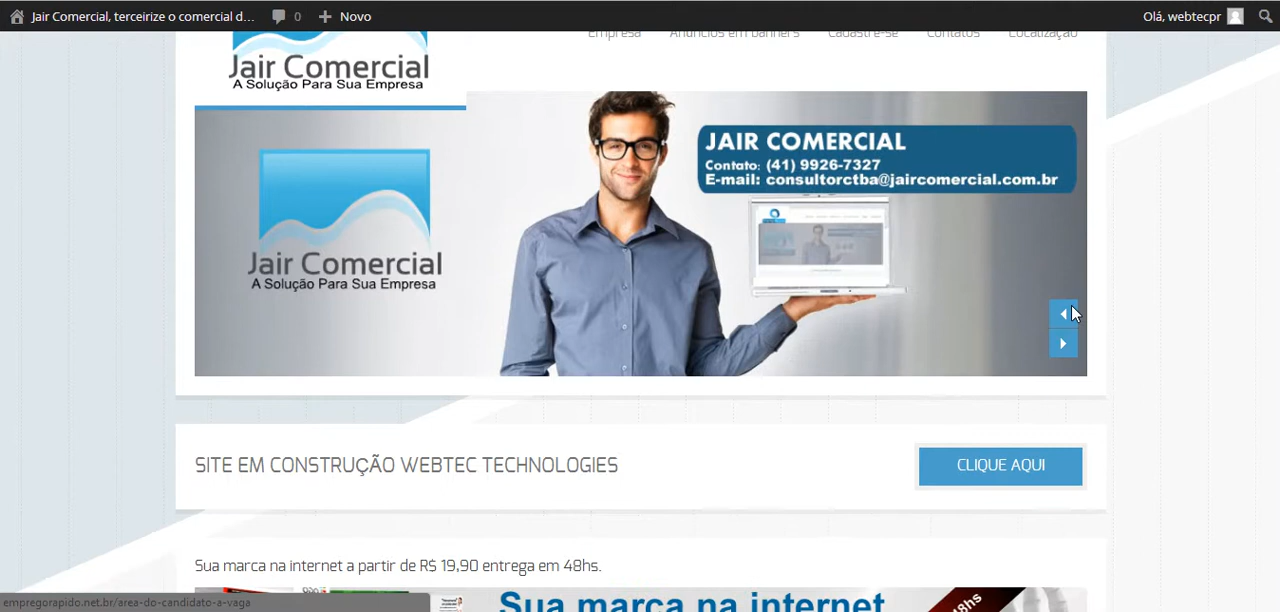 Jair Comercial, terceirize o comercial d... 0 Novo Olá, webtecpr
Empresa Anúncios em banners Cadastre-se Contatos Localização
Jair Comercial
A Solução Para Sua Empresa
JAIR COMERCIAL
Contato: (41) 9926-7327
E-mail: consultorctba@jaircomercial.com.br
Jair Comercial
A Solução Para Sua Empresa
SITE EM CONSTRUÇÃO WEBTEC TECHNOLOGIES
CLIQUE AQUI
Sua marca na internet a partir de R$ 19,90 entrega em 48hs.
Sua marca na internet
48hs
empregorapido.net.br/area-do-candidato-a-vaga